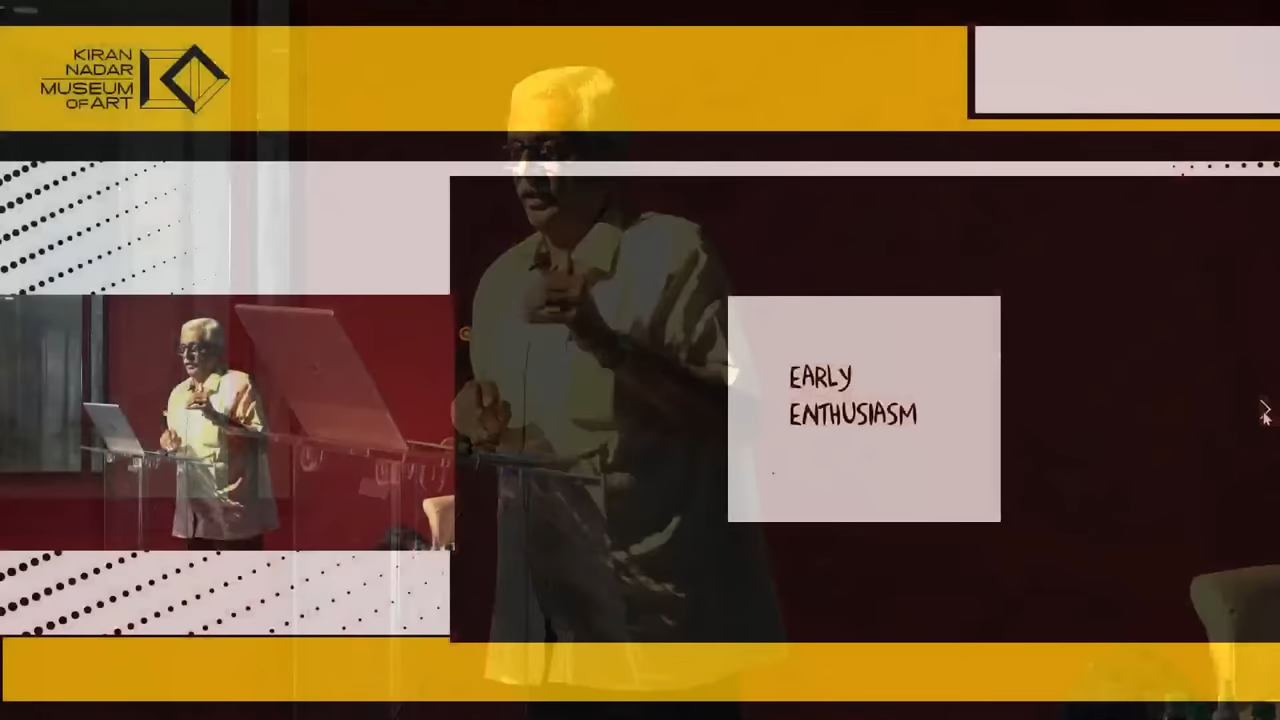 KIRAN
NADAR
MUSEUM
OF ART
EARLY
ENTHUSIASM